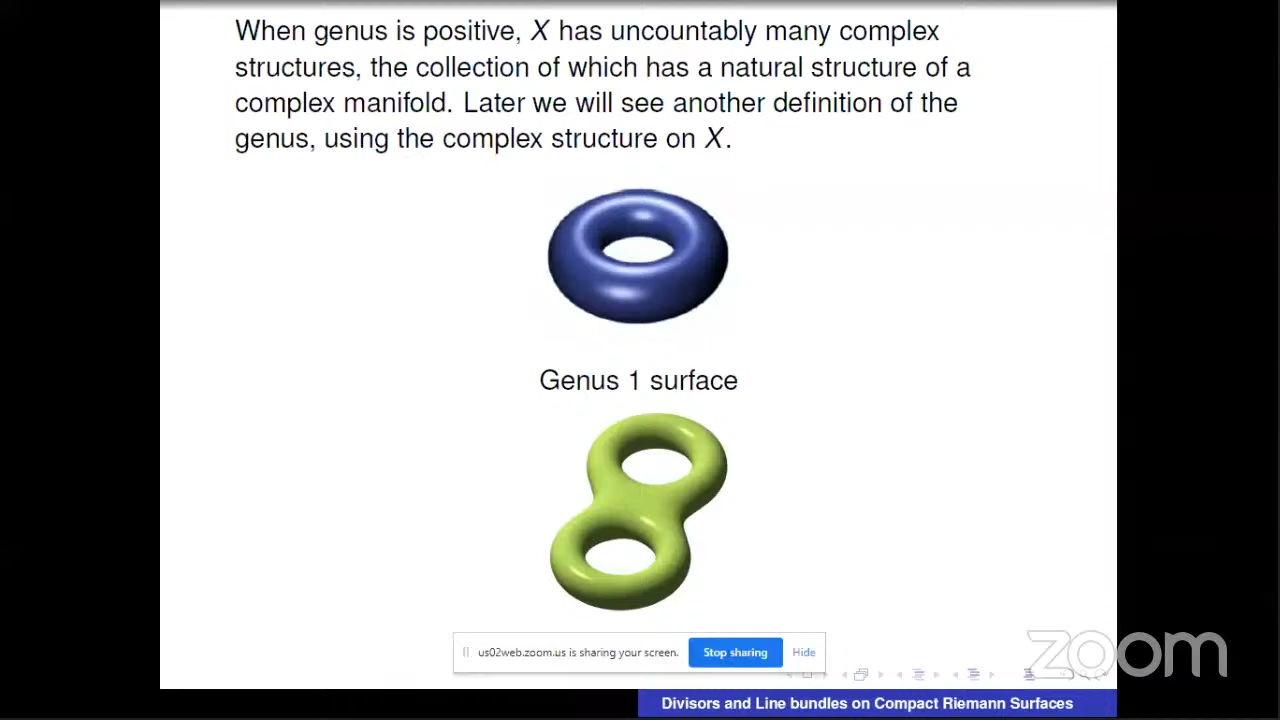 When genus is positive, X has uncountably many complex
structures, the collection of which has a natural structure of a
complex manifold. Later we will see another definition of the
genus, using the complex structure on X.
Genus 1 surface
us02web.zoom.us is sharing your screen. Stop sharing Hide
zoom
Divisors and Line bundles on Compact Riemann Surfaces